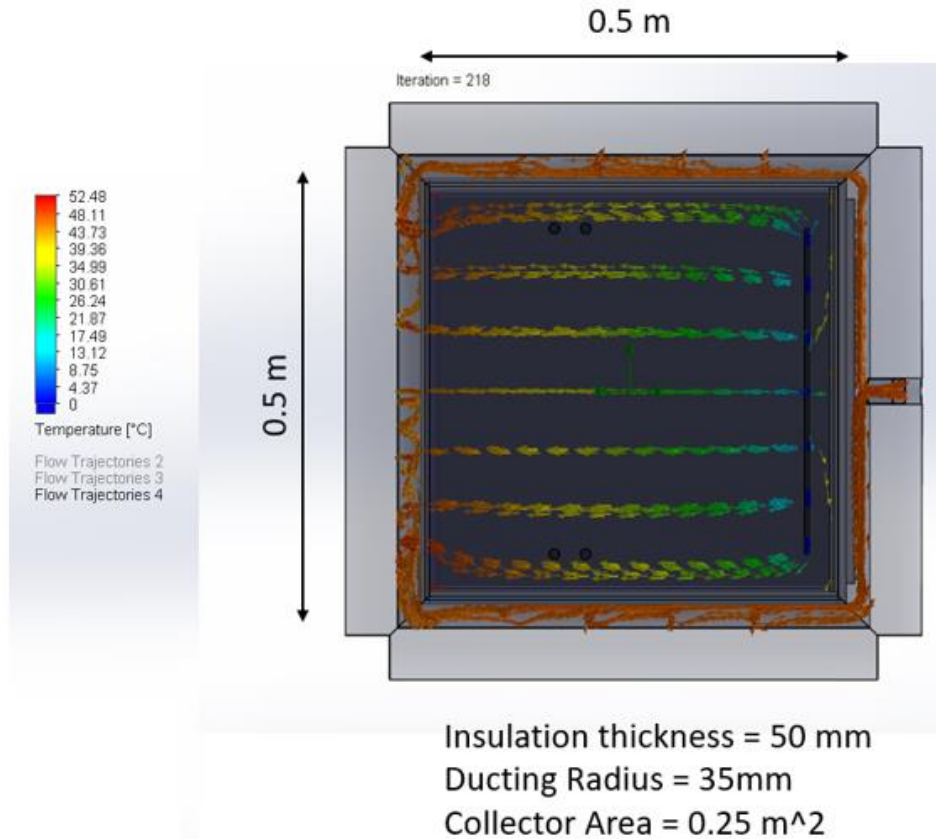 0.5 m
Iteration = 218
52.48
48.11
43.73
39.36
34.99
30.61
26.24
21.87
17.49
13.12
8.75
4.37
0
Temperature [°C]
Flow Trajectories 2
Flow Trajectories 3
Flow Trajectories 4
0.5 m
Insulation thickness = 50 mm
Ducting Radius = 35mm
Collector Area = 0.25 m^2